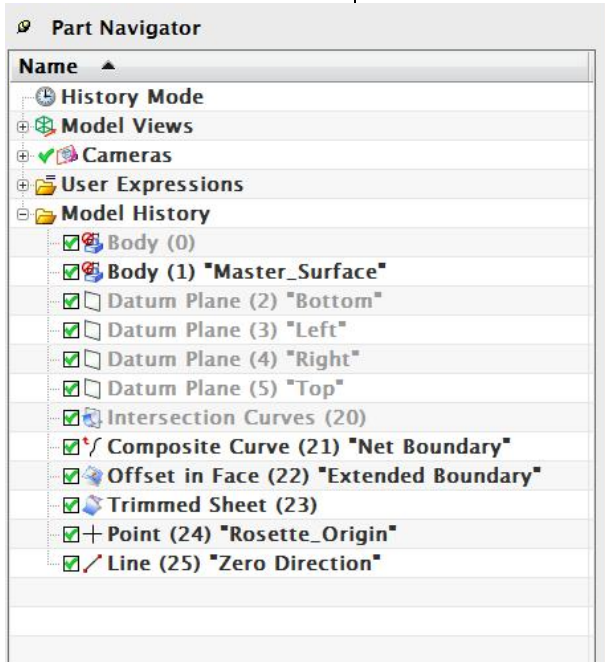 Part Navigator
Name
History Mode
Model Views
Cameras
User Expressions
Model History
Body (0)
Body (1) "Master_Surface"
Datum Plane (2) "Bottom"
Datum Plane (3) "Left"
Datum Plane (4) "Right"
Datum Plane (5) "Top"
Intersection Curves (20)
Composite Curve (21) "Net Boundary"
Offset in Face (22) "Extended Boundary"
Trimmed Sheet (23)
Point (24) "Rosette_Origin"
Line (25) "Zero Direction"